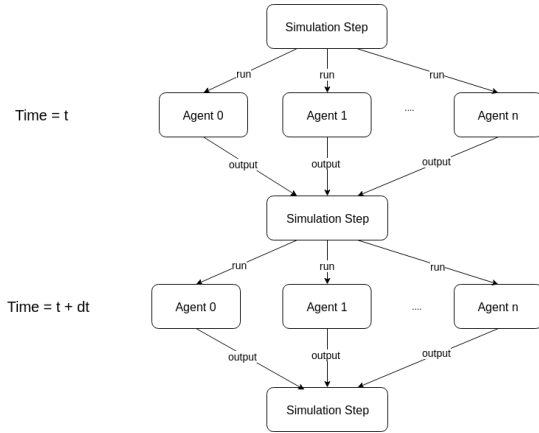 Simulation Step
run
run
run
Time = t
Agent 0
Agent 1
....
Agent n
output
output
output
Simulation Step
run
run
run
Time = t + dt
Agent 0
Agent 1
....
Agent n
output
output
output
Simulation Step